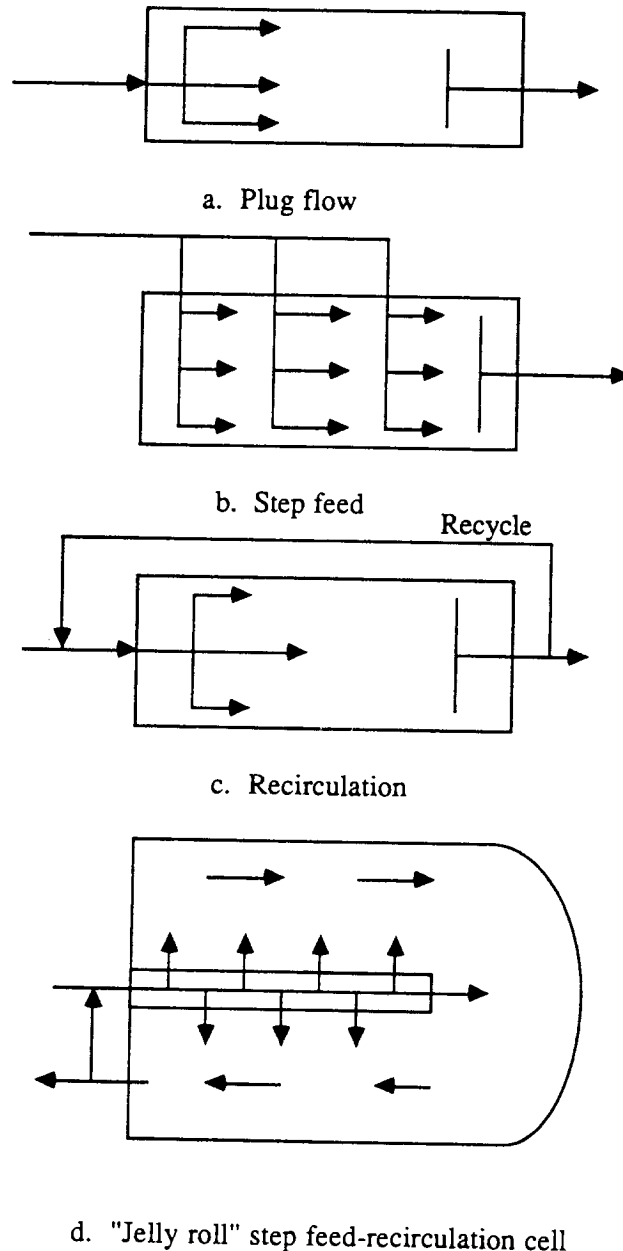 a. Plug flow
b. Step feed
Recycle
c. Recirculation
d. "Jelly roll" step feed-recirculation cell